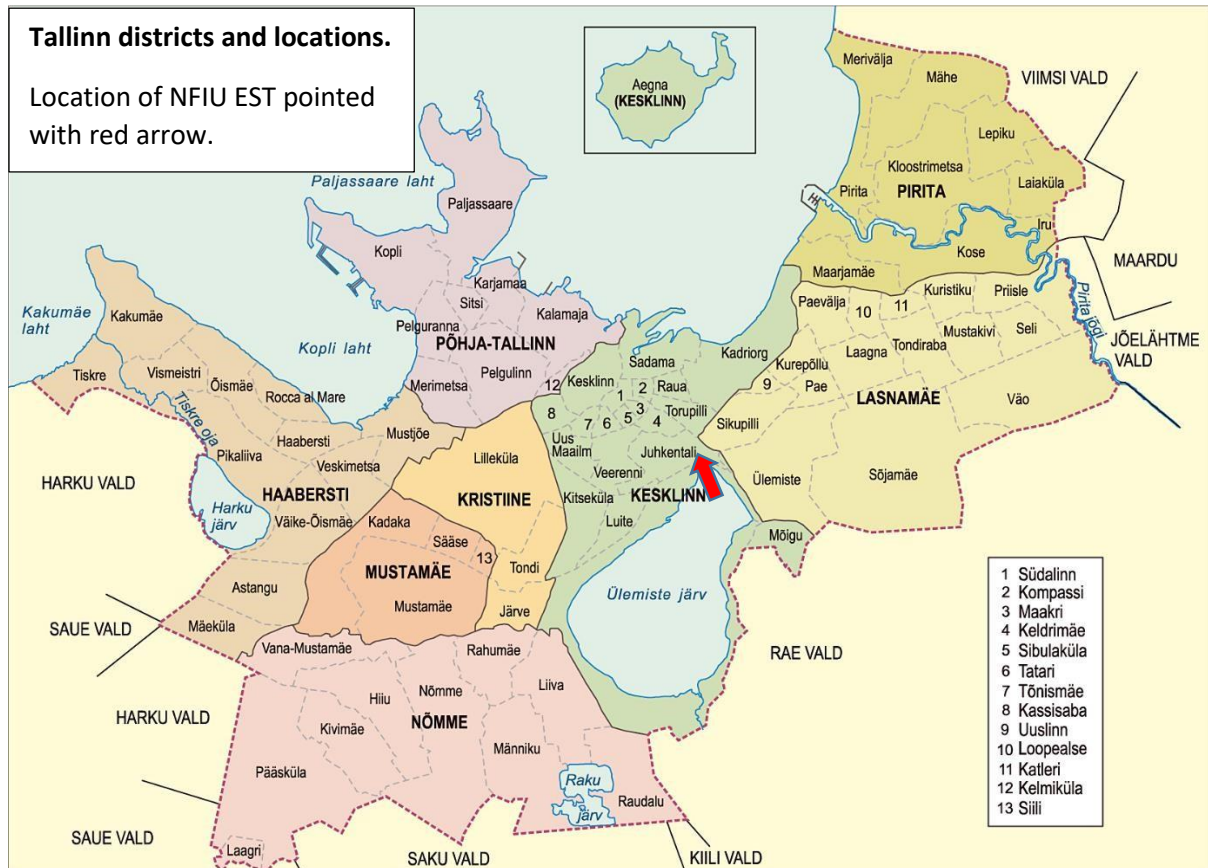 Tallinn districts and locations.
Location of NFIU EST pointed
with red arrow.
Aegna
(KESKLINN)
Merivälja
Mähe
VIIMSI VALD
Lepiku
Kloostrimetsa
Laiaküla
Pirita
PIRITA
Iru
Kose
Maarjamäe
MAARDU
Pirita jõgi
JÕELÄHTME
VALD
Paljassaare laht
Paljassaare
Kopli
Karjamaa
Sitsi
Kalamaja
Pelguranna
PÕHJA-TALLINN
Merimetsa
Pelgulinn
12
Kopli laht
Kakumäe
laht
Kakumäe
Tiskre
Vismeistri
Õismäe
Rocca al Mare
Tiskre oja
Haabersti
Mustjõe
Pikaliiva
Veskimetsa
HAABERSTI
Harku
järv
Väike-Õismäe
Astangu
Mäeküla
HARKU VALD
SAUE VALD
HARKU VALD
SAUE VALD
Lilleküla
KRISTIINE
Tondi
Järve
Kadaka
Sääse
13
MUSTAMÄE
Mustamäe
Sadama
Kadriorg
Kesklinn
1
2
Raua
3
8
7
6
5
4
Torupilli
Uus
Maailm
Juhkentali
Veerenni
Kitseküla
KESKLINN
Luite
Ülemiste järv
Mõigu
Paevälja
10
11
Kuristiku
Priisle
Kurepõllu
Laagna
Tondiraba
Mustakivi
Seli
9
Pae
LASNAMÄE
Väo
Sikupilli
Ülemiste
Sõjamäe
RAE VALD
Vana-Mustamäe
Rahumäe
Hiiu
Nõmme
Liiva
Kivimäe
NÕMME
Männiku
Pääsküla
Raku
järv
Raudalu
Laagri
SAKU VALD
KIILI VALD
1 Südalinn
2 Kompassi
3 Maakri
4 Keldrimäe
5 Sibulaküla
6 Tatari
7 Tõnismäe
8 Kassisaba
9 Uuslinn
10 Loopealse
11 Katleri
12 Kelmiküla
13 Siili